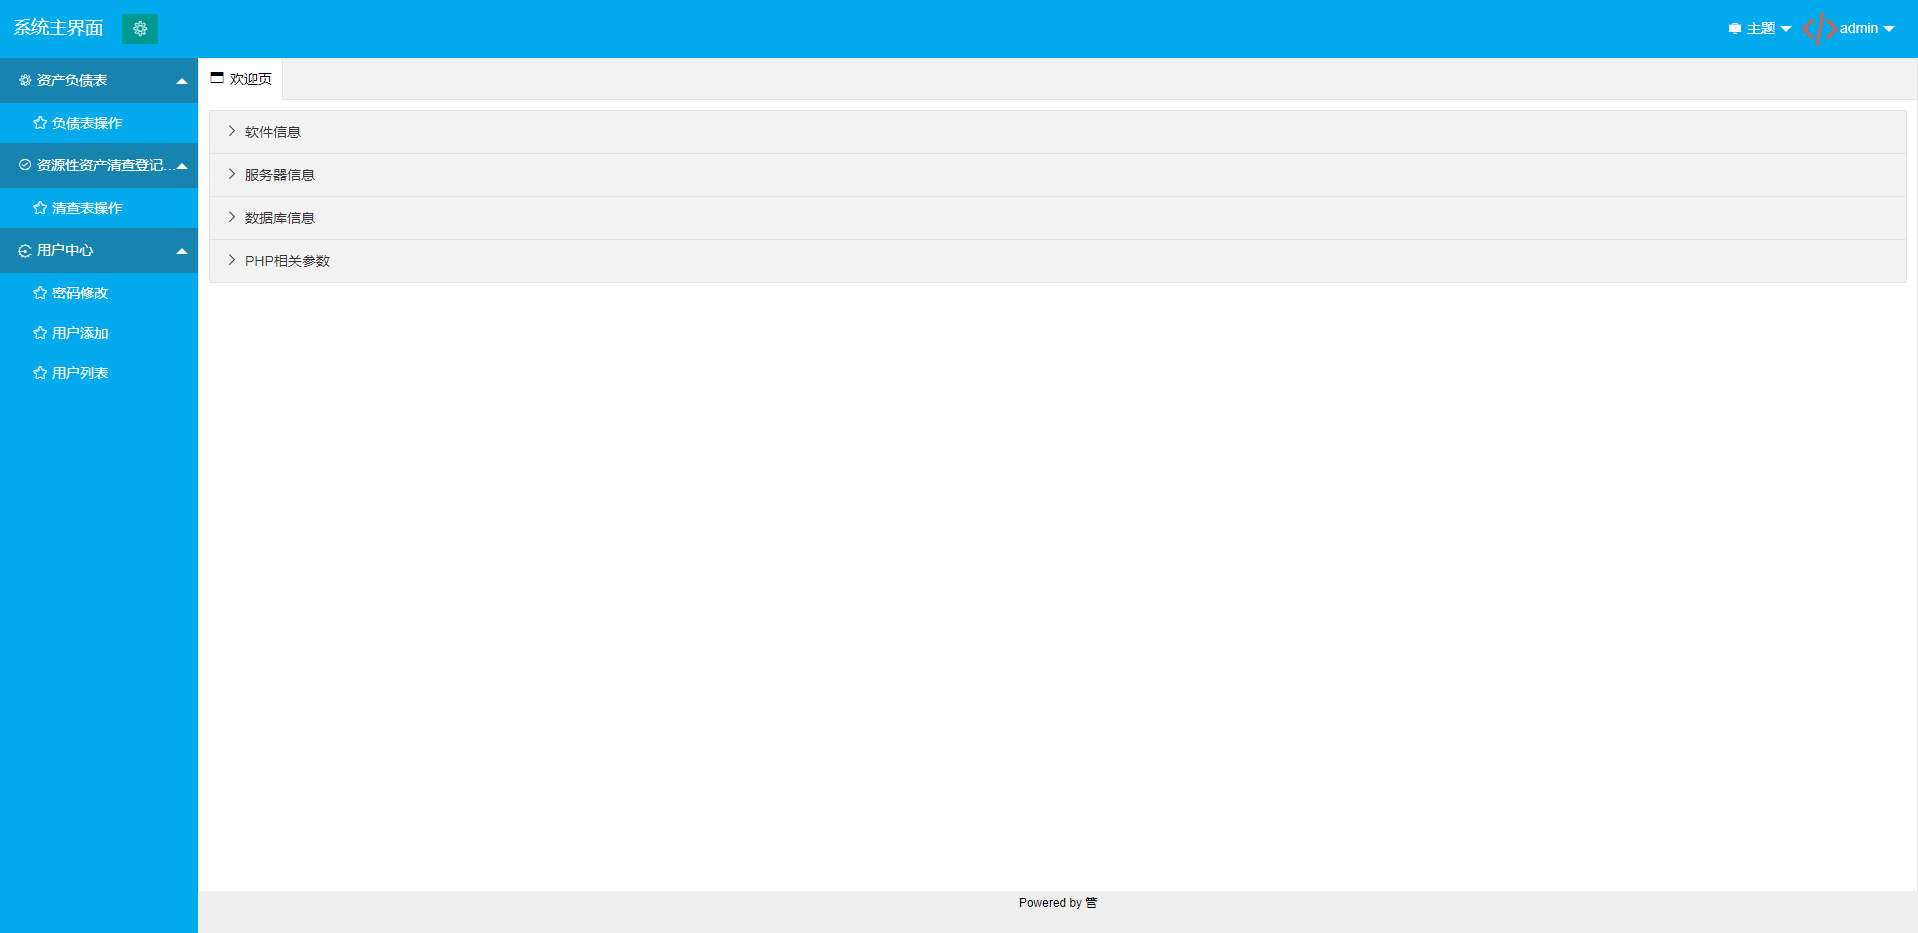 系统主界面
主题
admin
资产负债表
负债表操作
资源性资产清查登记...
清查表操作
用户中心
密码修改
用户添加
用户列表
欢迎页
软件信息
服务器信息
数据库信息
PHP相关参数
Powered by 管